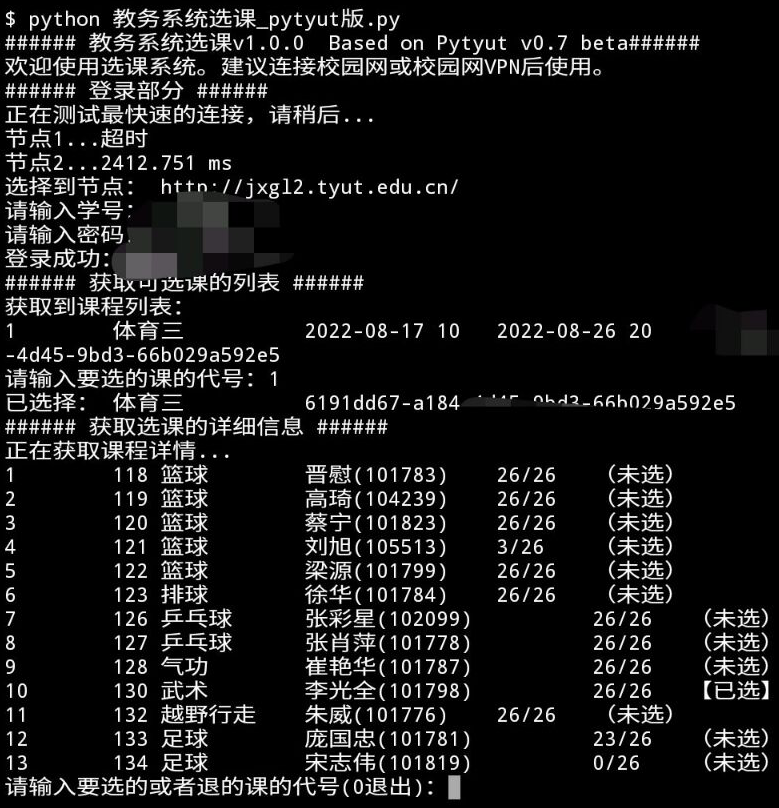 $ python 教务系统选课_pytyut版.py
###### 教务系统选课v1.0.0  Based on Pytyut v0.7 beta######
欢迎使用选课系统。建议连接校园网或校园网VPN后使用。
###### 登录部分 ######
正在测试最快速的连接，请稍后...
节点1...超时
节点2...2412.751 ms
选择到节点： http://jxgl2.tyut.edu.cn/
请输入学号：
请输入密码
登录成功：
###### 获取可选课的列表 ######
获取到课程列表：
1 体育三 2022-08-17 10 2022-08-26 20
-4d45-9bd3-66b029a592e5
请输入要选的课的代号：1
已选择： 体育三 6191dd67-a184-4d45-9bd3-66b029a592e5
###### 获取选课的详细信息 ######
正在获取课程详情...
1 118 篮球 晋慰(101783) 26/26 （未选）
2 119 篮球 高琦(104239) 26/26 （未选）
3 120 篮球 蔡宁(101823) 26/26 （未选）
4 121 篮球 刘旭(105513) 3/26 （未选）
5 122 篮球 梁源(101799) 26/26 （未选）
6 123 排球 徐华(101784) 26/26 （未选）
7 126 乒乓球 张彩星(102099) 26/26 （未选）
8 127 乒乓球 张肖萍(101778) 26/26 （未选）
9 128 气功 崔艳华(101787) 26/26 （未选）
10 130 武术 李光全(101798) 26/26 【已选】
11 132 越野行走 朱威(101776) 26/26 （未选）
12 133 足球 庞国忠(101781) 23/26 （未选）
13 134 足球 宋志伟(101819) 0/26 （未选）
请输入要选的或者退的课的代号(0退出)：